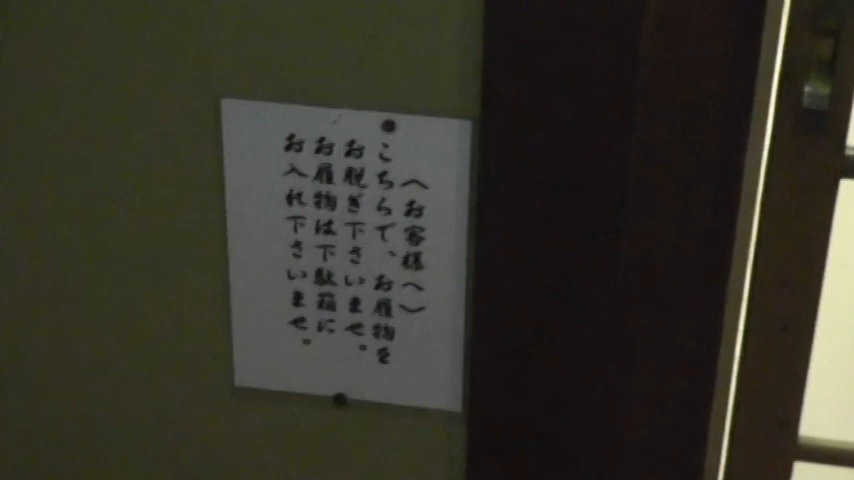 〈お客様へ〉
こちらで、お履物を
お脱ぎ下さいませ。
お履物は下駄箱に
お入れ下さいませ。